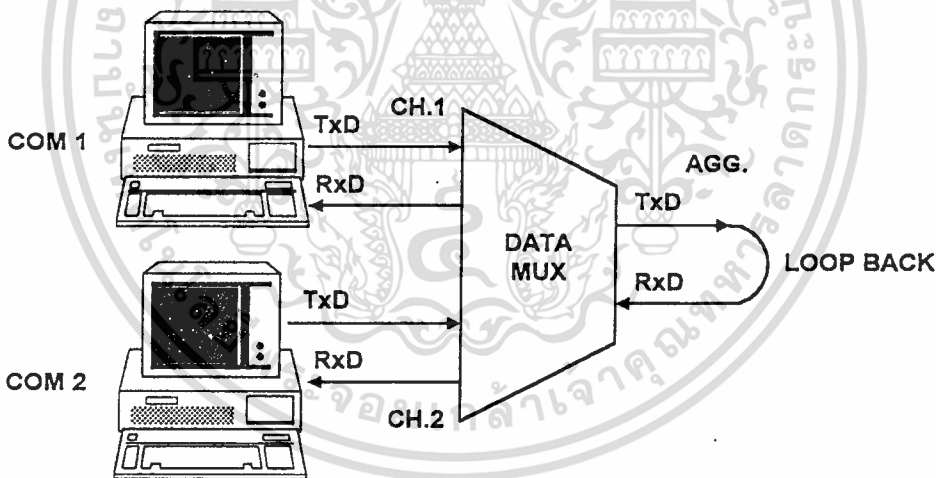 COM 1
TxD
RxD
CH.1
COM 2
TxD
RxD
CH.2
DATA
MUX
AGG.
TxD
RxD
LOOP BACK